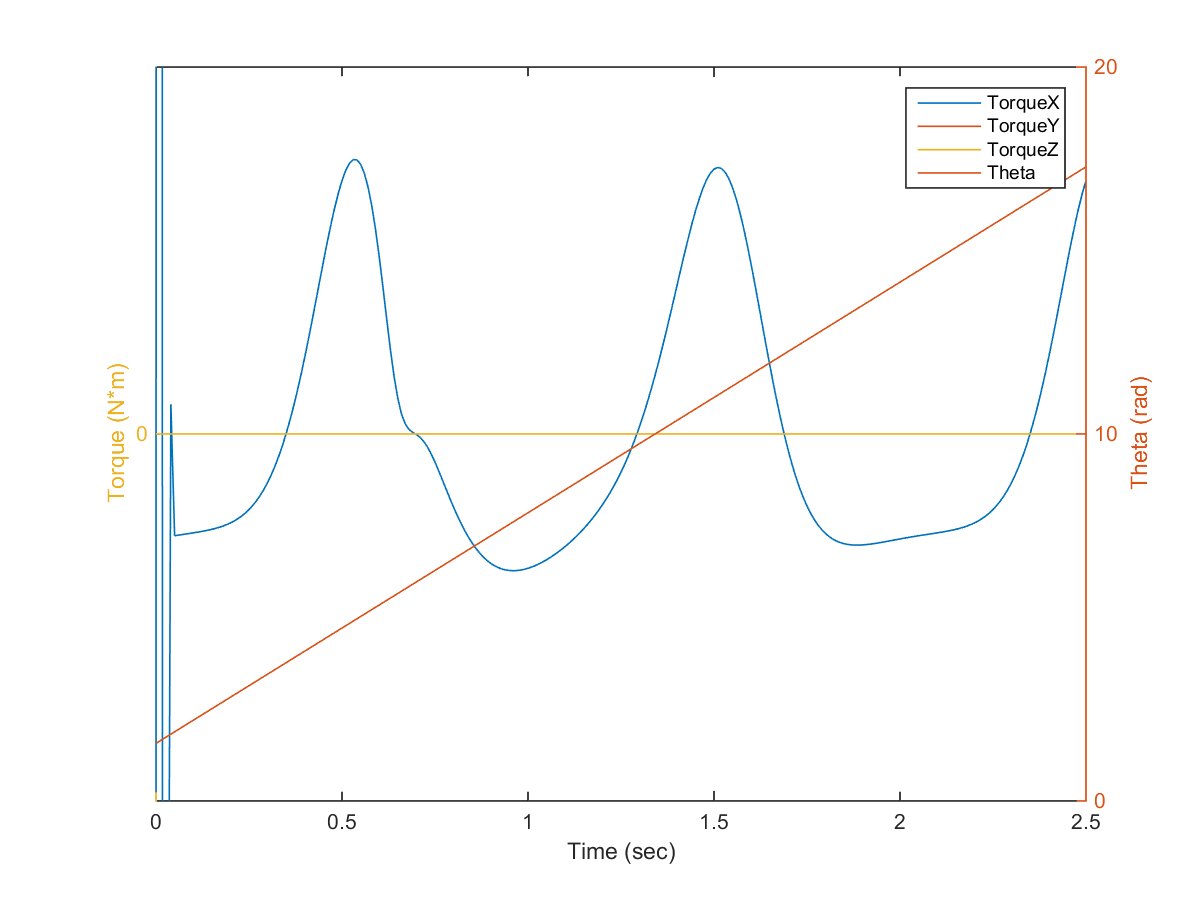 20
TorqueX
TorqueY
TorqueZ
Theta
Torque (N*m)
0
10
Theta (rad)
0
0 0.5 1 1.5 2 2.5
Time (sec)